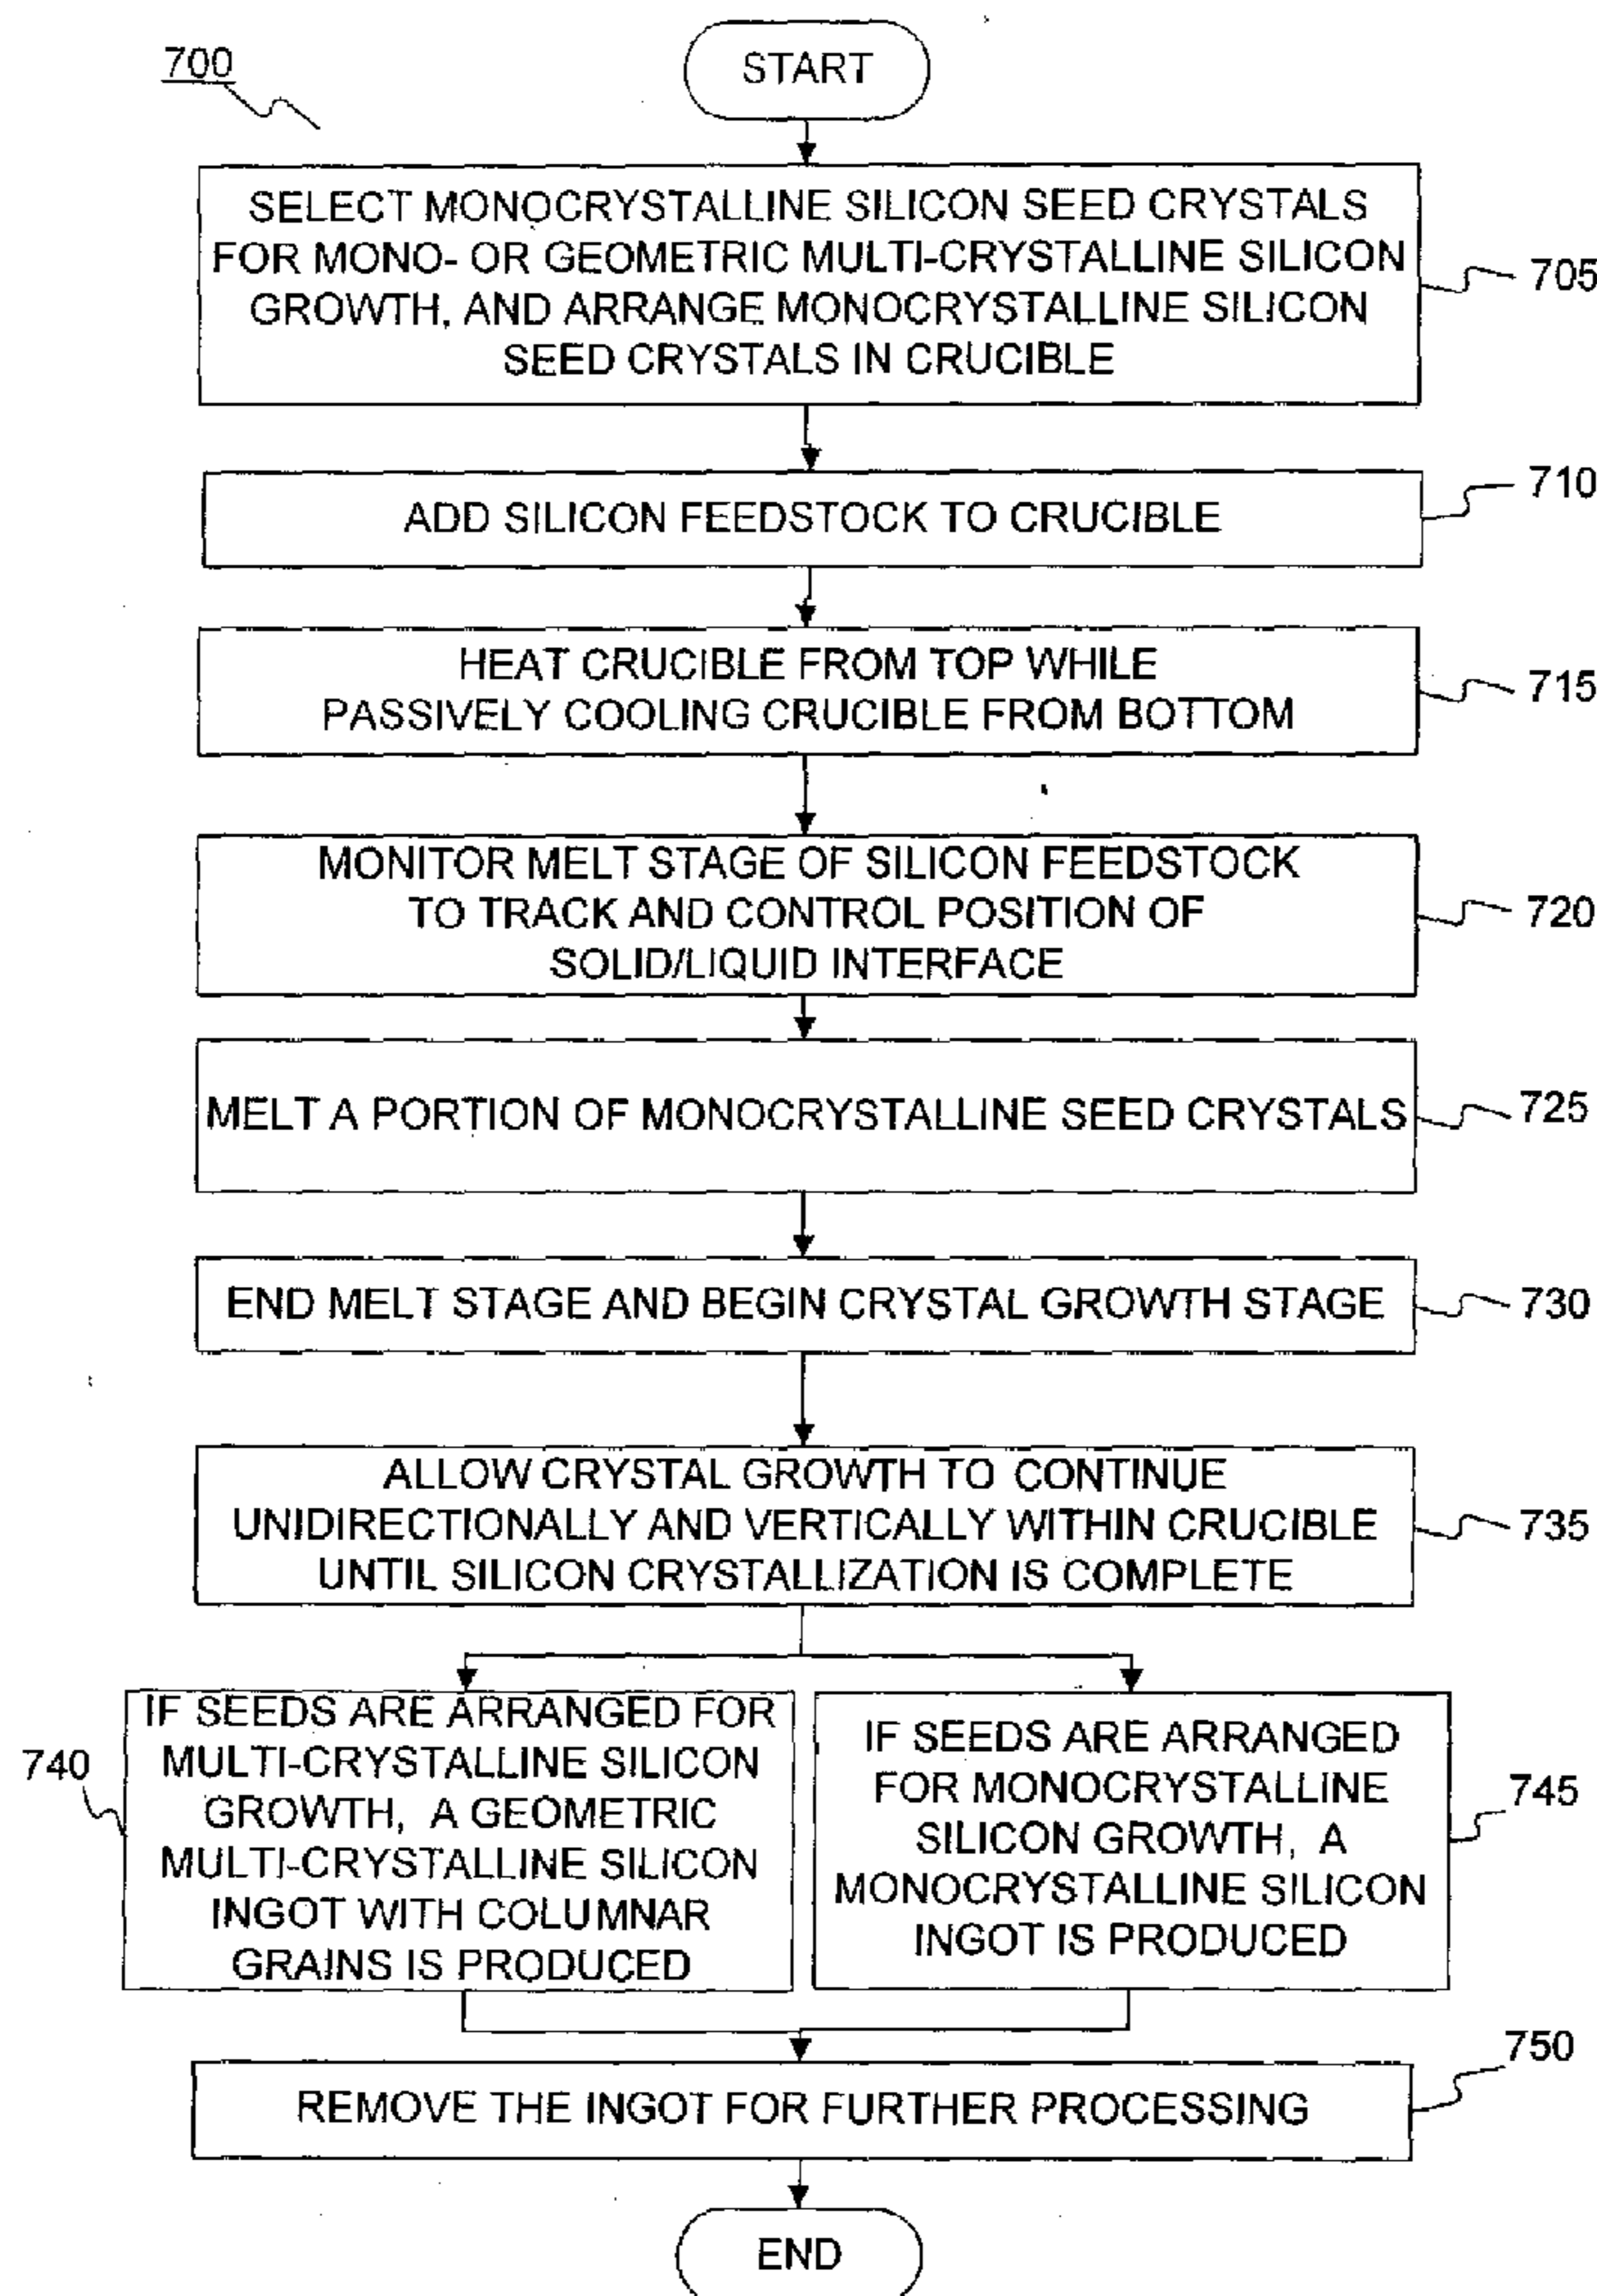 700
START
SELECT MONOCRYSTALLINE SILICON SEED CRYSTALS
FOR MONO- OR GEOMETRIC MULTI-CRYSTALLINE SILICON
GROWTH, AND ARRANGE MONOCRYSTALLINE SILICON
SEED CRYSTALS IN CRUCIBLE
705
ADD SILICON FEEDSTOCK TO CRUCIBLE
710
HEAT CRUCIBLE FROM TOP WHILE
PASSIVELY COOLING CRUCIBLE FROM BOTTOM
715
MONITOR MELT STAGE OF SILICON FEEDSTOCK
TO TRACK AND CONTROL POSITION OF
SOLID/LIQUID INTERFACE
720
MELT A PORTION OF MONOCRYSTALLINE SEED CRYSTALS
725
END MELT STAGE AND BEGIN CRYSTAL GROWTH STAGE
730
ALLOW CRYSTAL GROWTH TO CONTINUE
UNIDIRECTIONALLY AND VERTICALLY WITHIN CRUCIBLE
UNTIL SILICON CRYSTALLIZATION IS COMPLETE
735
740
IF SEEDS ARE ARRANGED FOR
MULTI-CRYSTALLINE SILICON
GROWTH, A GEOMETRIC
MULTI-CRYSTALLINE SILICON
INGOT WITH COLUMNAR
GRAINS IS PRODUCED
IF SEEDS ARE ARRANGED
FOR MONOCRYSTALLINE
SILICON GROWTH, A
MONOCRYSTALLINE SILICON
INGOT IS PRODUCED
745
REMOVE THE INGOT FOR FURTHER PROCESSING
750
END